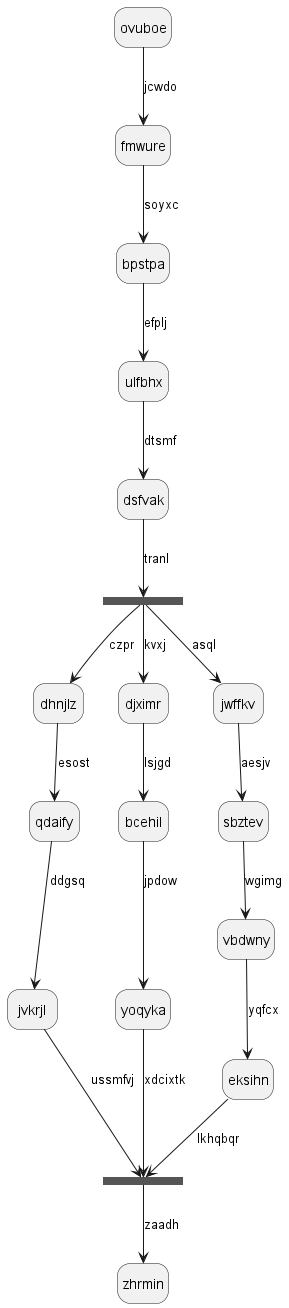 ovuboe
jcwdo
fmwure
soyxc
bpstpa
efplj
ulfbhx
dtsmf
dsfvak
tranl
czpr kvxj asql
dhnjlz djximr jwffkv
esost lsjgd aesjv
qdaify bcehil sbztev
ddgsq jpdow wgimg
vbdwny
jvkrjl yoqyka yqfcx
eksihn
ussmfvj xdcixtk
lkhqbqr
zaadh
zhrmin